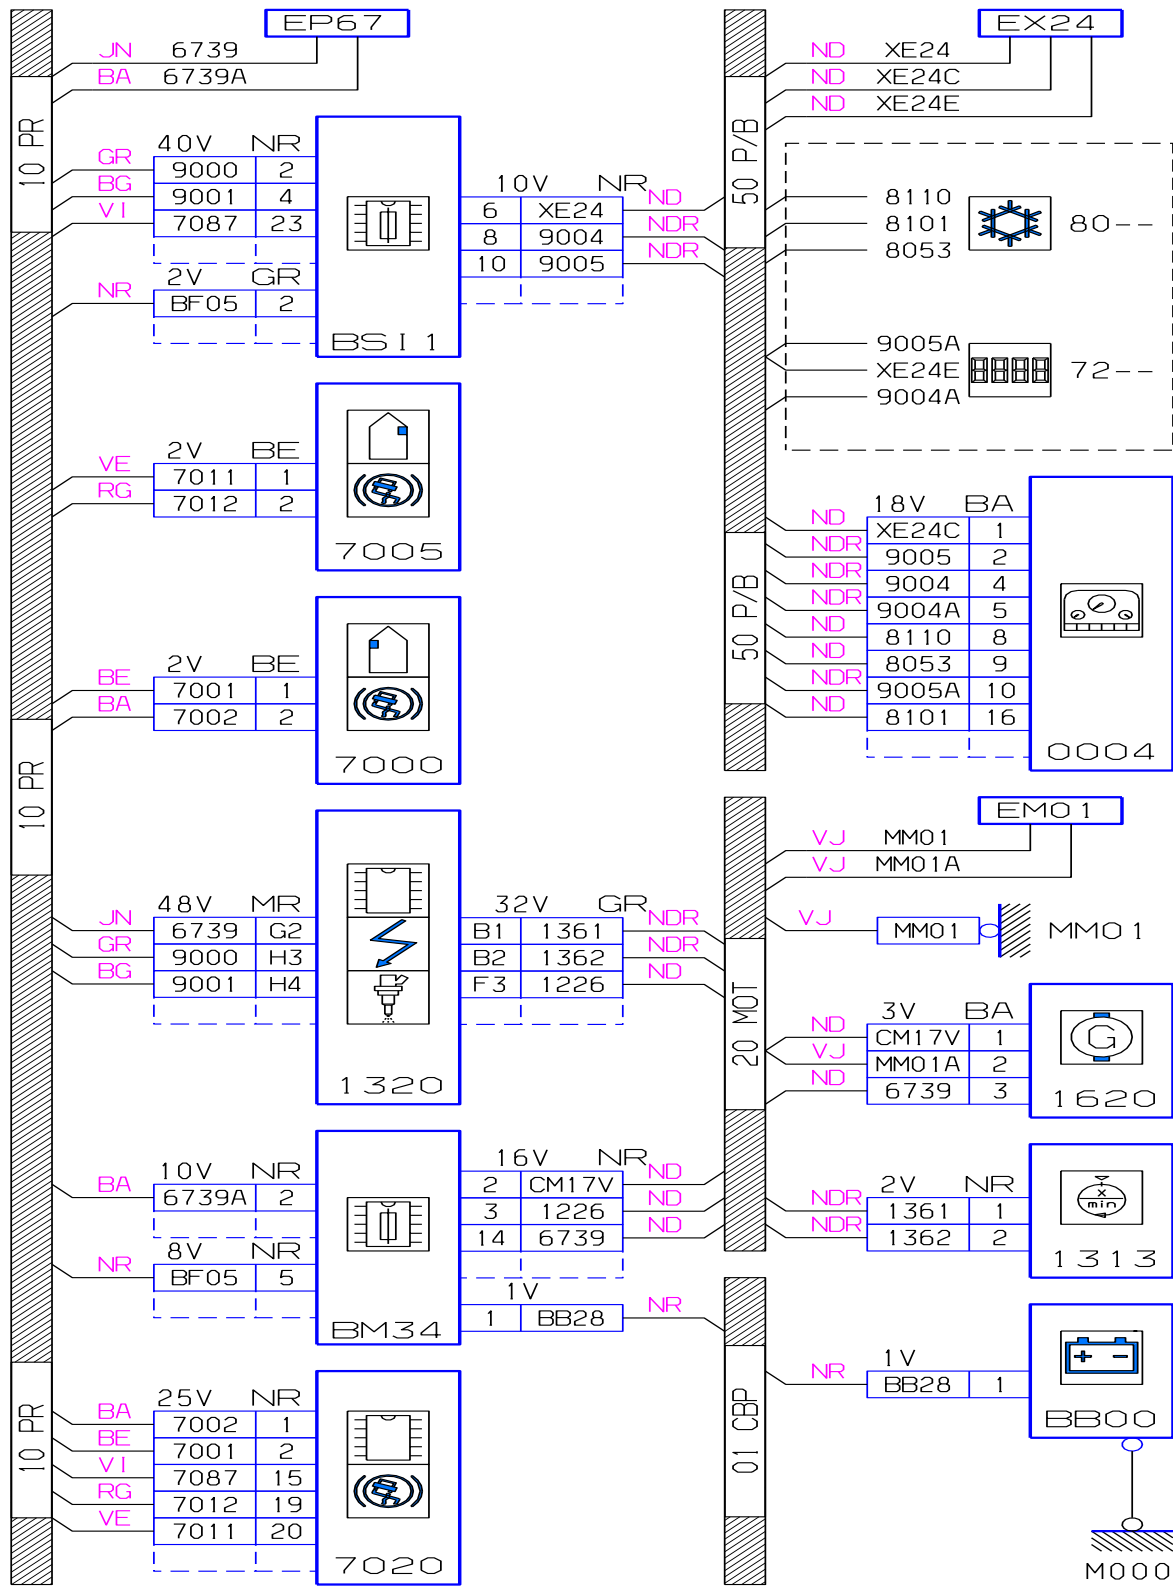 EP67
JN 6739
BA 6739A
10 PR
40V NR
GR 9000 2
BG 9001 4
VI 7087 23
2V GR
NR BF05 2
BSI1
10V NR
6 XE24 ND
8 9004 NDR
10 9005 NDR
2V BE
VE 7011 1
RG 7012 2
7005
2V BE
BE 7001 1
BA 7002 2
7000
10 PR
48V MR
JN 6739 G2
GR 9000 H3
BG 9001 H4
1320
32V GR
B1 1361 NDR
B2 1362 NDR
F3 1226 ND
10V NR
BA 6739A 2
8V NR
NR BF05 5
BM34
16V NR
2 CM17V ND
3 1226 ND
14 6739 ND
1V
1 BB28 NR
10 PR
25V NR
BA 7002 1
BE 7001 2
VI 7087 15
RG 7012 19
VE 7011 20
7020
EX24
ND XE24
ND XE24C
ND XE24E
50 P/B
8110
8101 80--
8053
9005A
XE24E 72--
9004A
18V BA
ND XE24C 1
NDR 9005 2
NDR 9004 4
NDR 9004A 5
ND 8110 8
ND 8053 9
NDR 9005A 10
ND 8101 16
0004
50 P/B
EM01
VJ MM01
VJ MM01A
VJ MM01 MM01
20 MOT
3V BA
ND CM17V 1
VJ MM01A 2
ND 6739 3
G
1620
2V NR
NDR 1361 1
NDR 1362 2
x
min
1313
01 CBP
1V
NR BB28 1
+ -
BB00
M000